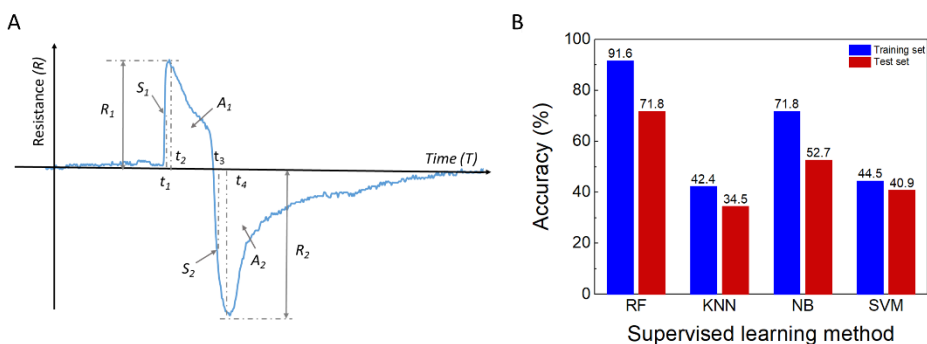 A
Resistance (R)
R1
S1
A1
t1
t2
t3
t4
Time (T)
S2
A2
R2
B
Accuracy (%)
100
80
60
40
20
0
Training set
Test set
91.6
71.8
42.4
34.5
71.8
52.7
44.5
40.9
RF KNN NB SVM
Supervised learning method